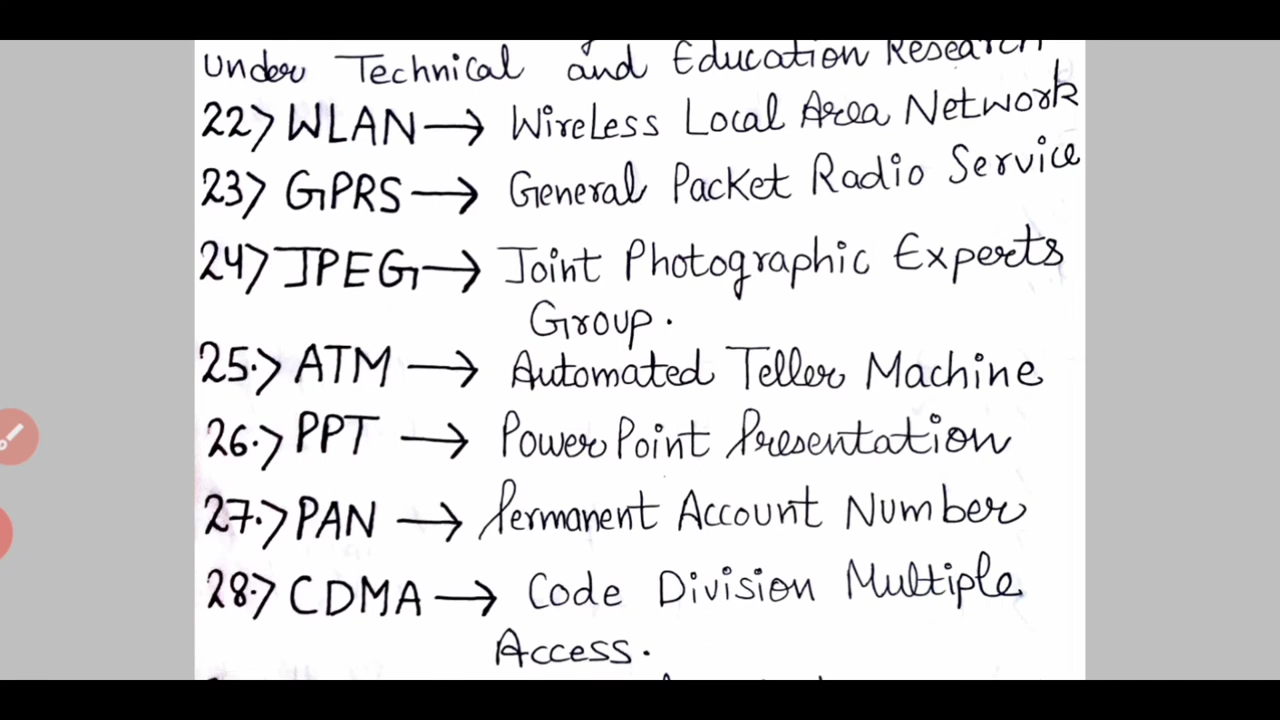 under Technical and Education Research
22> WLAN → Wireless Local Area Network
23> GPRS → General Packet Radio Service
24> JPEG → Joint Photographic Experts
Group.
25.> ATM → Automated Teller Machine
26.> PPT → PowerPoint Presentation
27.> PAN → Permanent Account Number
28.> CDMA → Code Division Multiple
Access.